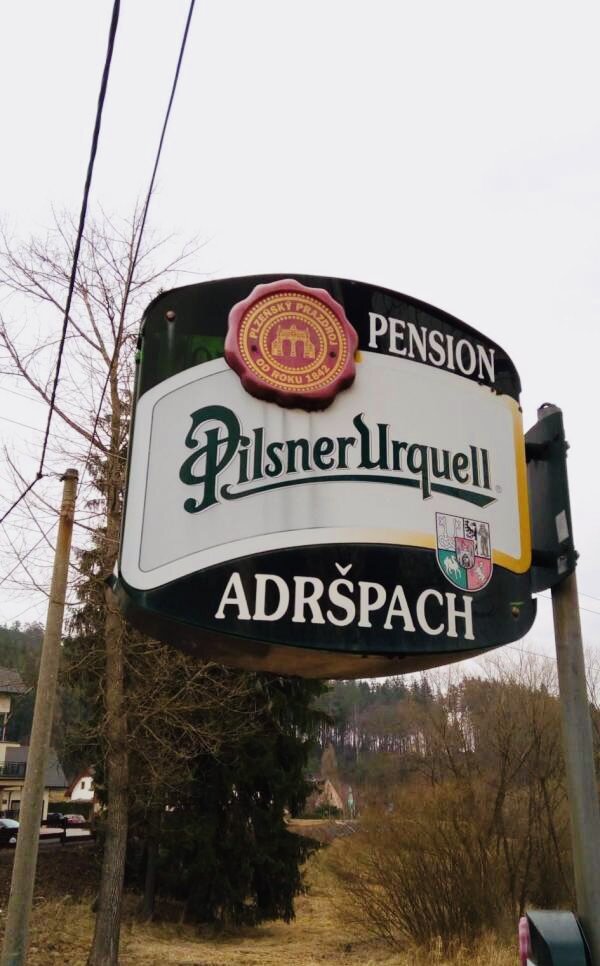 PLZEŇSKÝ PRAZDROJ
OD ROKU 1842
PENSION
Pilsner Urquell
ADRŠPACH